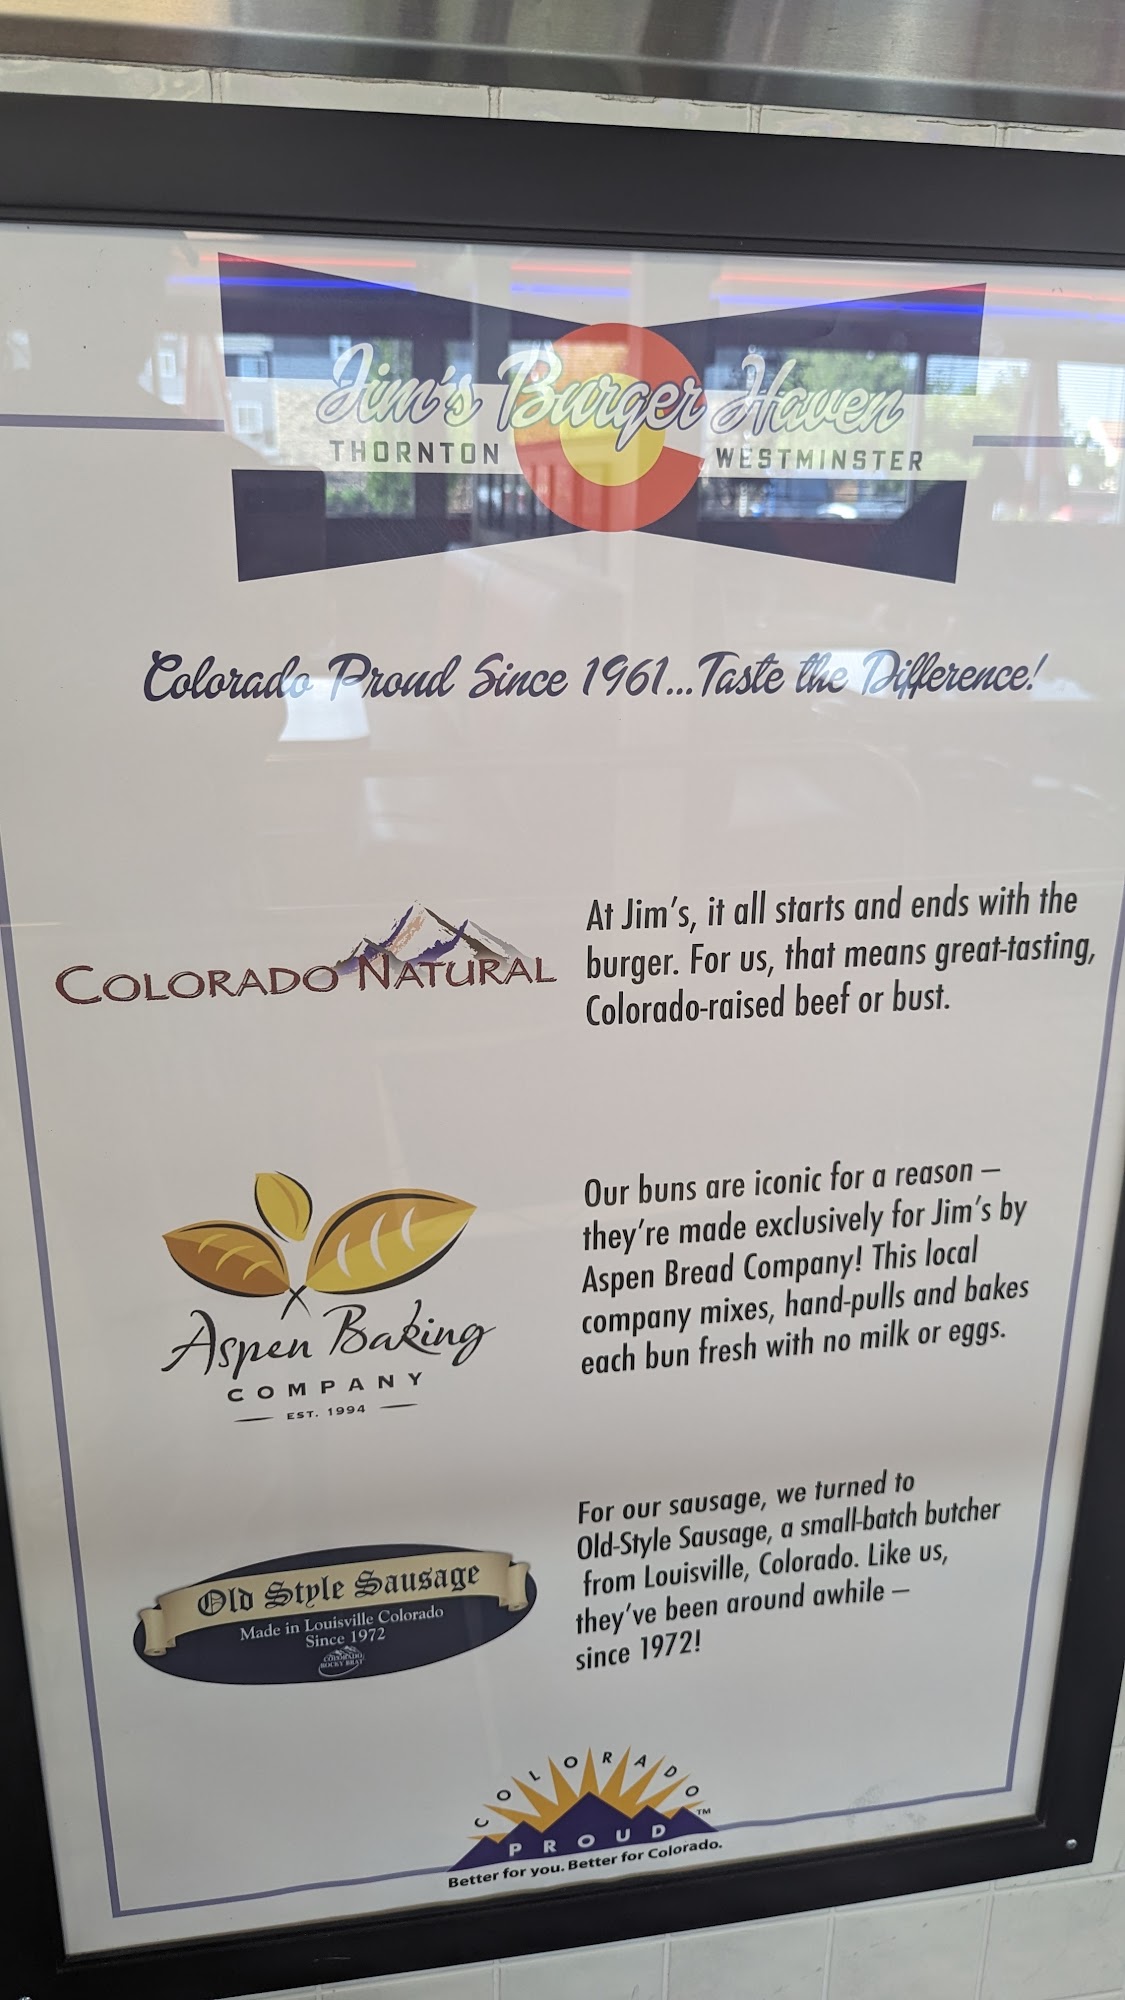 Jim's Burger Haven
THORNTON WESTMINSTER
Colorado Proud Since 1961...Taste the Difference!
COLORADO NATURAL
At Jim's, it all starts and ends with the
burger. For us, that means great-tasting,
Colorado-raised beef or bust.
Aspen Baking
COMPANY
EST. 1994
Our buns are iconic for a reason –
they're made exclusively for Jim's by
Aspen Bread Company! This local
company mixes, hand-pulls and bakes
each bun fresh with no milk or eggs.
Old Style Sausage
Made in Louisville Colorado
Since 1972
COLORADO
ROCKY BRAT
For our sausage, we turned to
Old-Style Sausage, a small-batch butcher
from Louisville, Colorado. Like us,
they've been around awhile –
since 1972!
COLORADO
PROUD ™
Better for you. Better for Colorado.